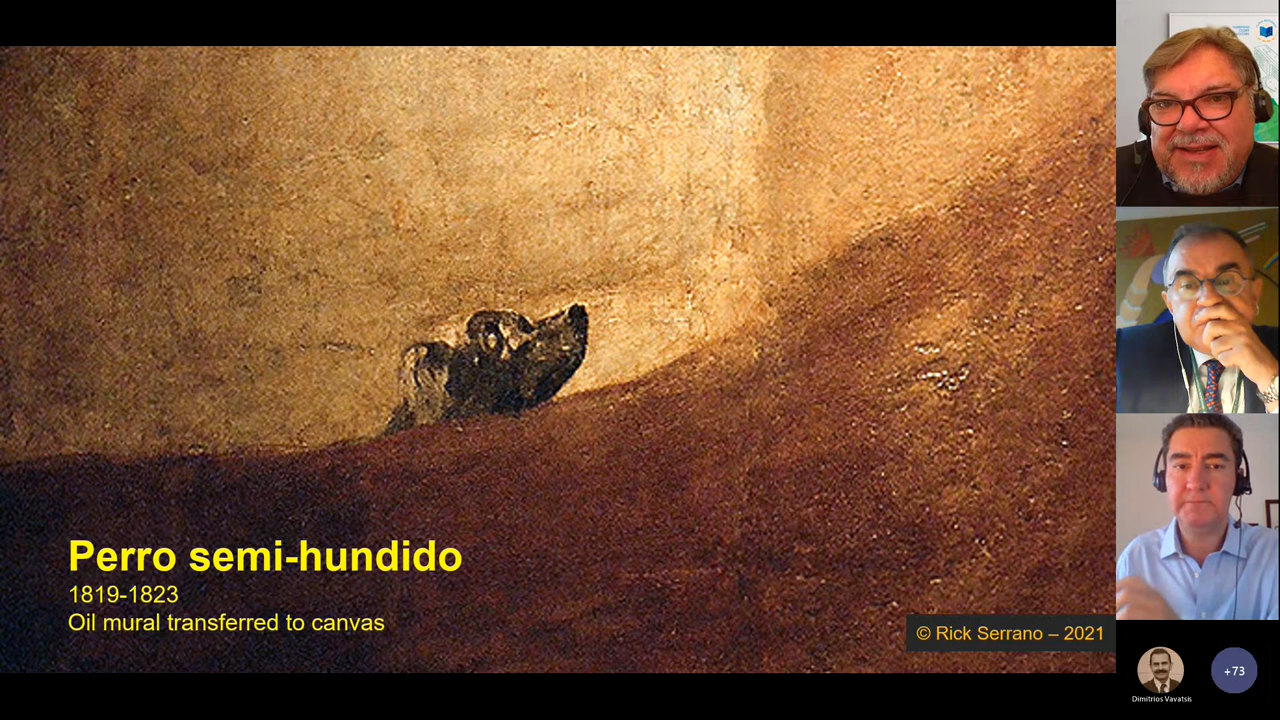 Perro semi-hundido
1819-1823
Oil mural transferred to canvas
© Rick Serrano – 2021
Dimitrios Vavatsis
+73